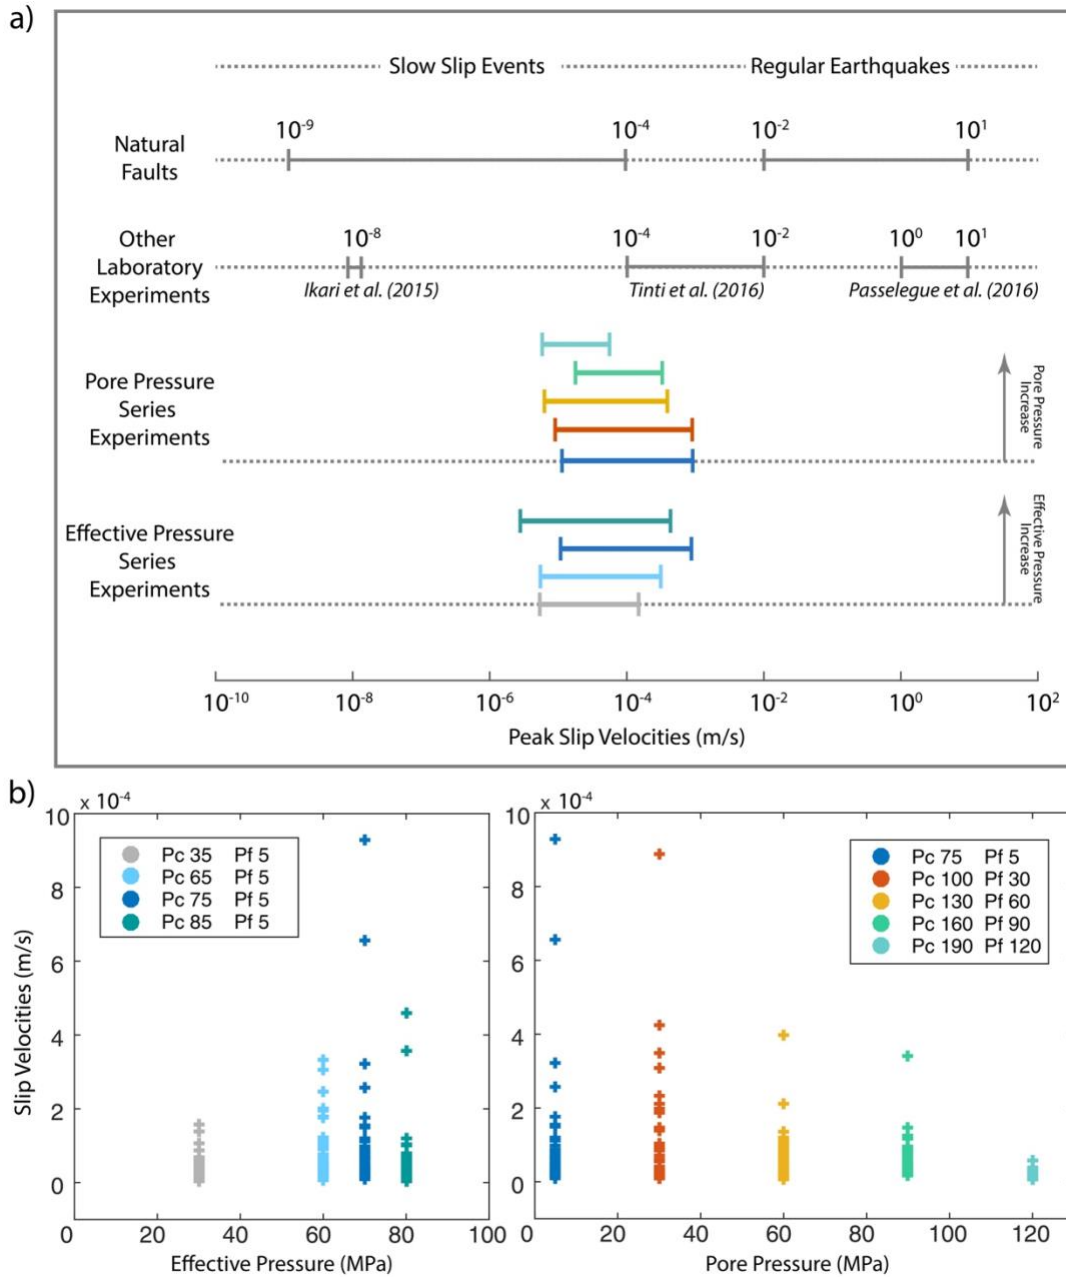 a)
Slow Slip Events Regular Earthquakes
Natural
Faults
10-9 10-4 10-2 101
Other
Laboratory
Experiments
10-8 10-4 10-2 100 101
Ikari et al. (2015) Tinti et al. (2016) Passelegue et al. (2016)
Pore Pressure
Series
Experiments
Pore Pressure
Increase
Effective Pressure
Series
Experiments
Effective Pressure
Increase
10-10 10-8 10-6 10-4 10-2 100 102
Peak Slip Velocities (m/s)
b)
x 10-4
10
8
6
4
2
0
Slip Velocities (m/s)
Pc 35 Pf 5
Pc 65 Pf 5
Pc 75 Pf 5
Pc 85 Pf 5
0 20 40 60 80 100
Effective Pressure (MPa)
x 10-4
10
8
6
4
2
0
Pc 75 Pf 5
Pc 100 Pf 30
Pc 130 Pf 60
Pc 160 Pf 90
Pc 190 Pf 120
0 20 40 60 80 100 120
Pore Pressure (MPa)